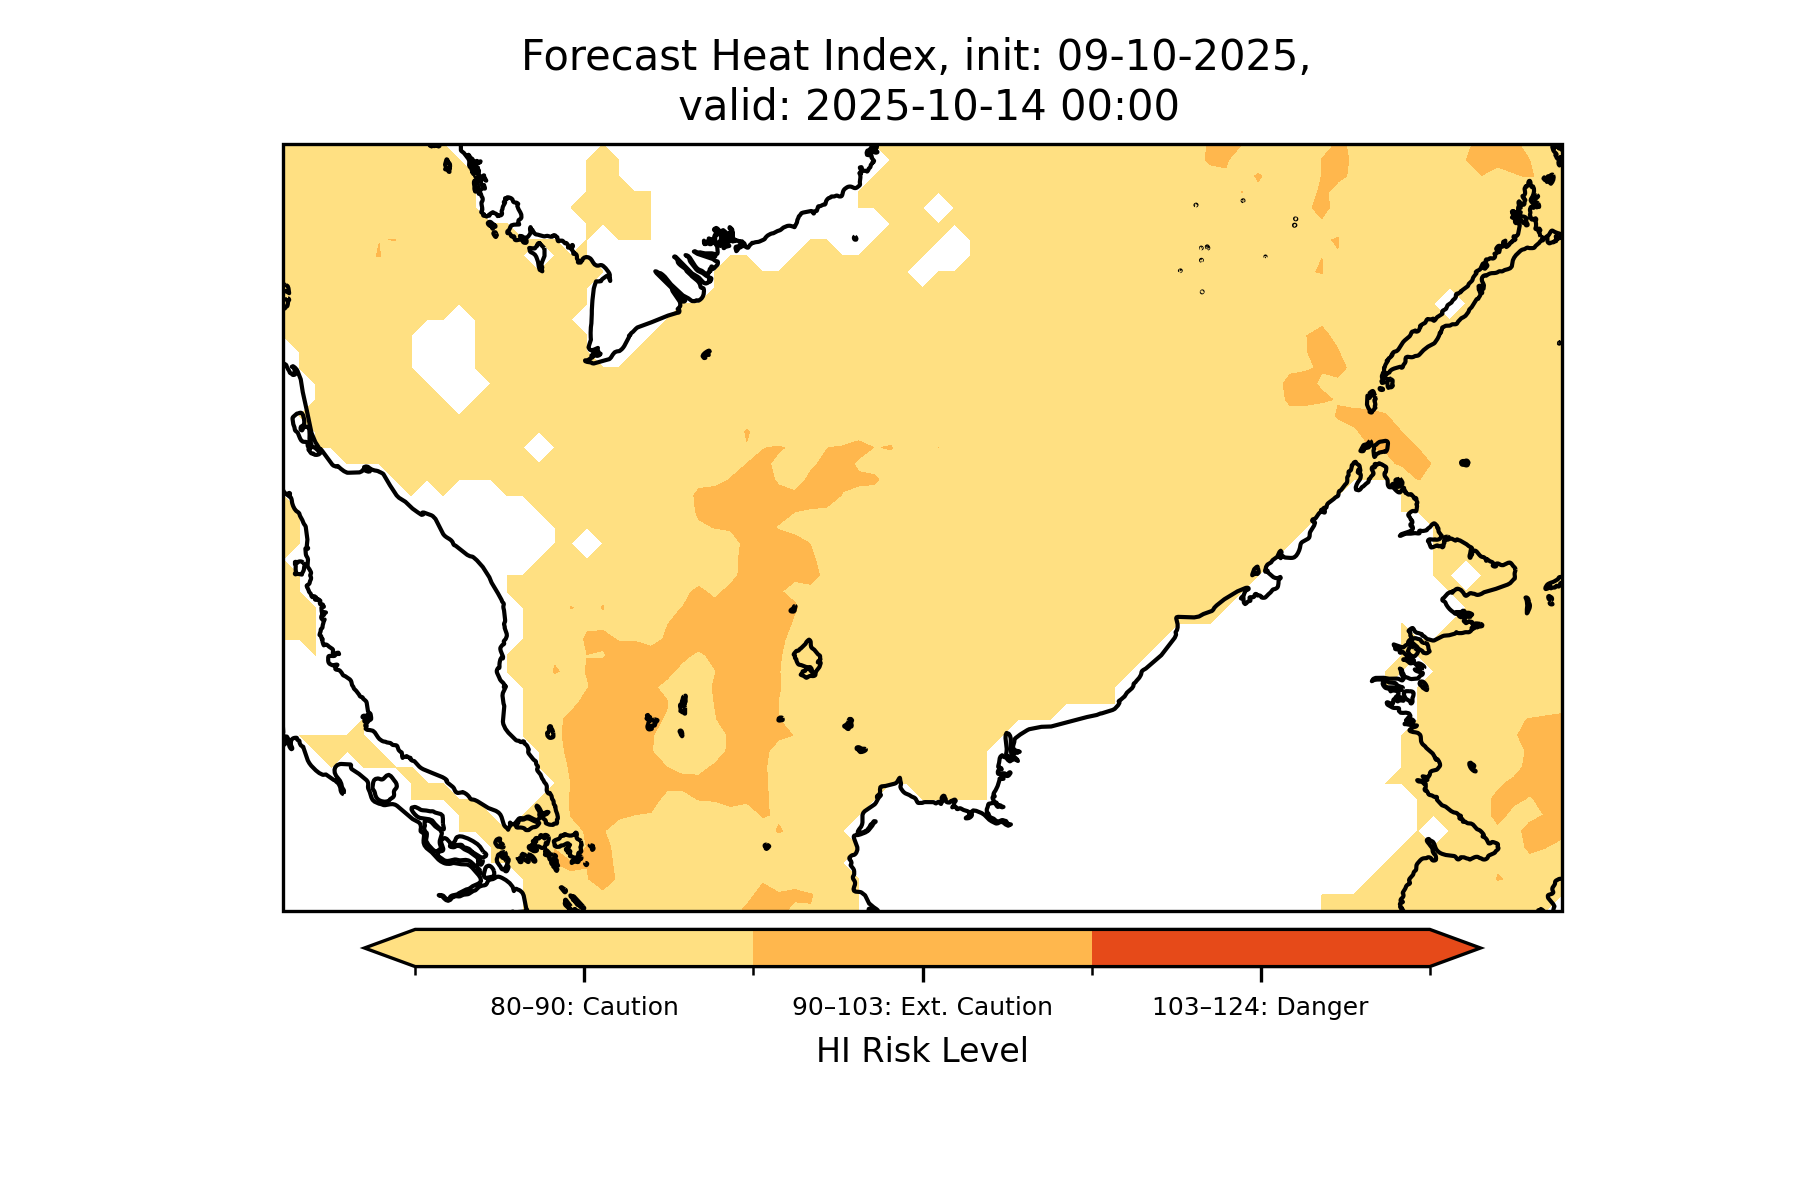 Forecast Heat Index, init: 09-10-2025,
valid: 2025-10-14 00:00
80–90: Caution
90–103: Ext. Caution
103–124: Danger
HI Risk Level